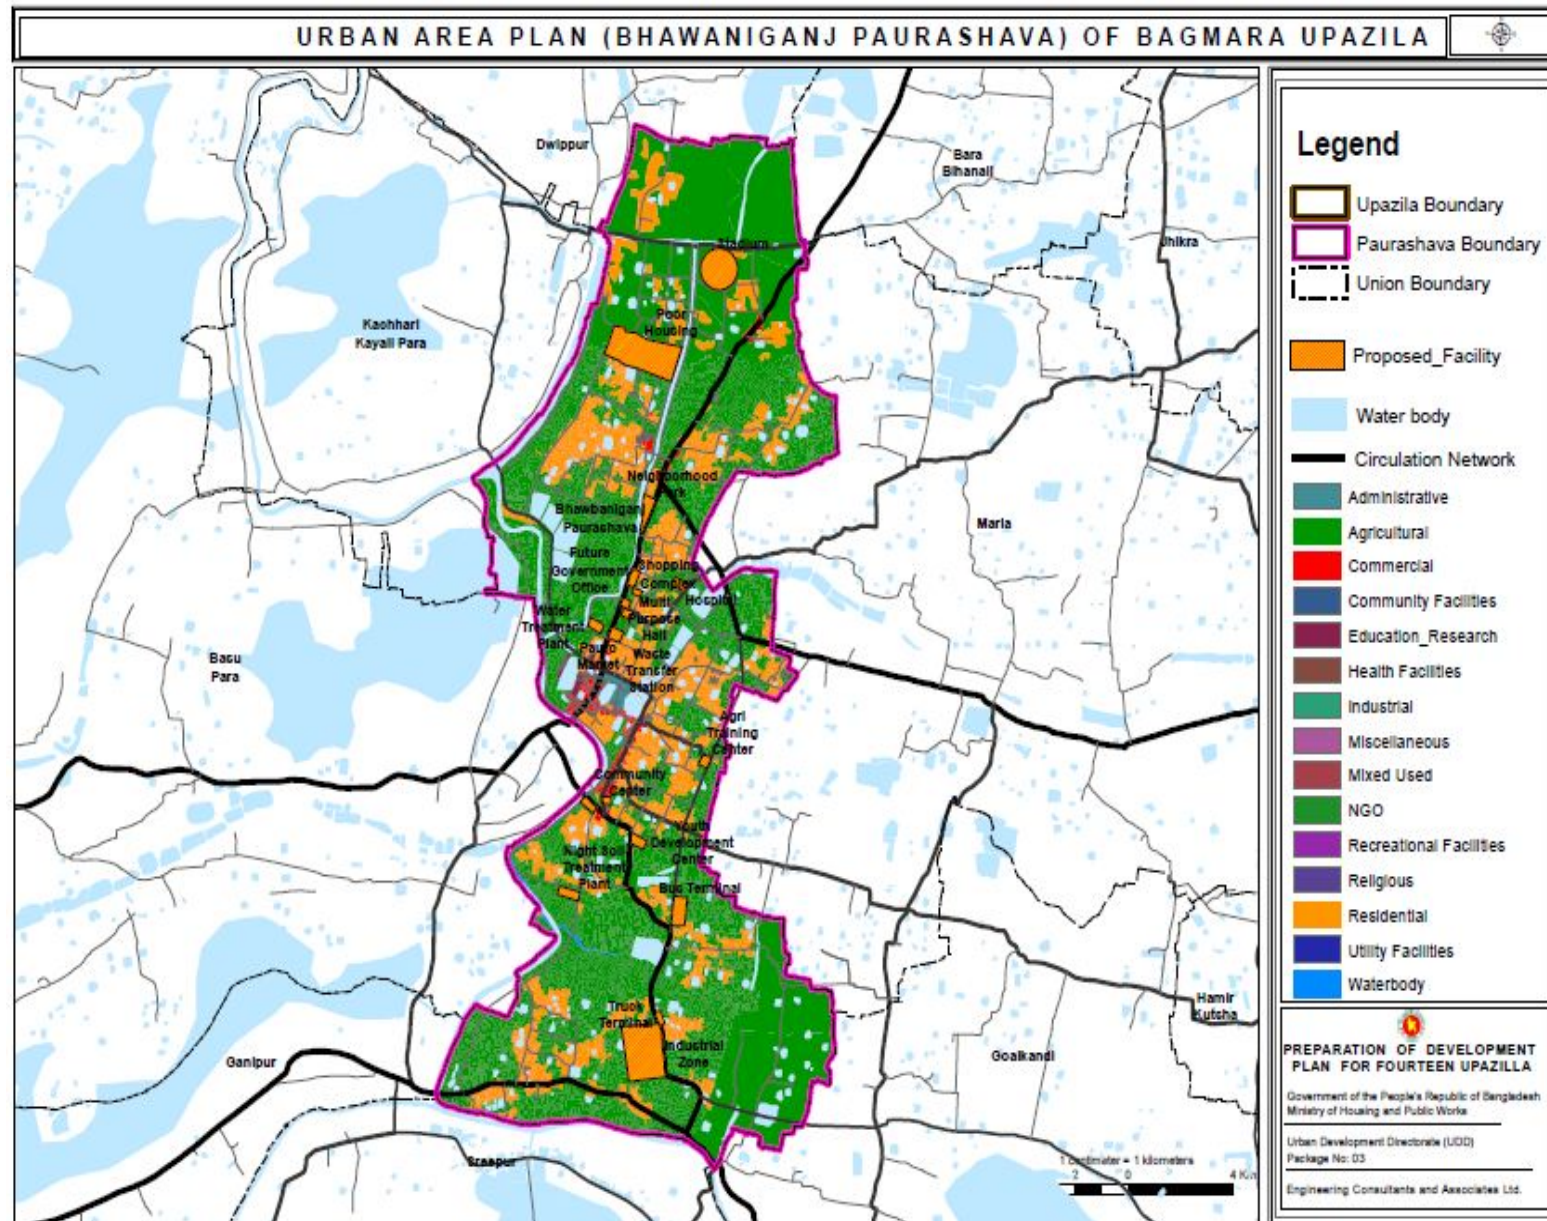 URBAN AREA PLAN (BHAWANIGANJ PAURASHAVA) OF BAGMARA UPAZILA
Dwippur
Bara
Bihanali
Jhikra
Stadium
Kachhari
Kayali Para
Poor
Housing
Neighborhood
Park
Bhawbanigan
Paurashava
Maria
Future
Government
Office
Shopping
Complex
Hospital
Multi
Purpose
Hall
Water
Treatment
Plant
Market
Waste
Transfer
Station
Basu
Para
Agri
Training
Center
Community
Center
Youth
Development
Center
Night Soil
Treatment
Plant
Bus Terminal
Truck
Terminal
Industrial
Zone
Hamir
Kutsha
Goalkandi
Ganipur
Sreepur
1 centimeter = 1 kilometers
2 0 4 Km
Legend
Upazila Boundary
Paurashava Boundary
Union Boundary
Proposed_Facility
Water body
Circulation Network
Administrative
Agricultural
Commercial
Community Facilities
Education_Research
Health Facilities
Industrial
Miscellaneous
Mixed Used
NGO
Recreational Facilities
Religious
Residential
Utility Facilities
Waterbody
PREPARATION OF DEVELOPMENT
PLAN FOR FOURTEEN UPAZILLA
Government of the People's Republic of Bangladesh
Ministry of Housing and Public Works
Urban Development Directorate (UDD)
Package No: 03
Engineering Consultants and Associates Ltd.